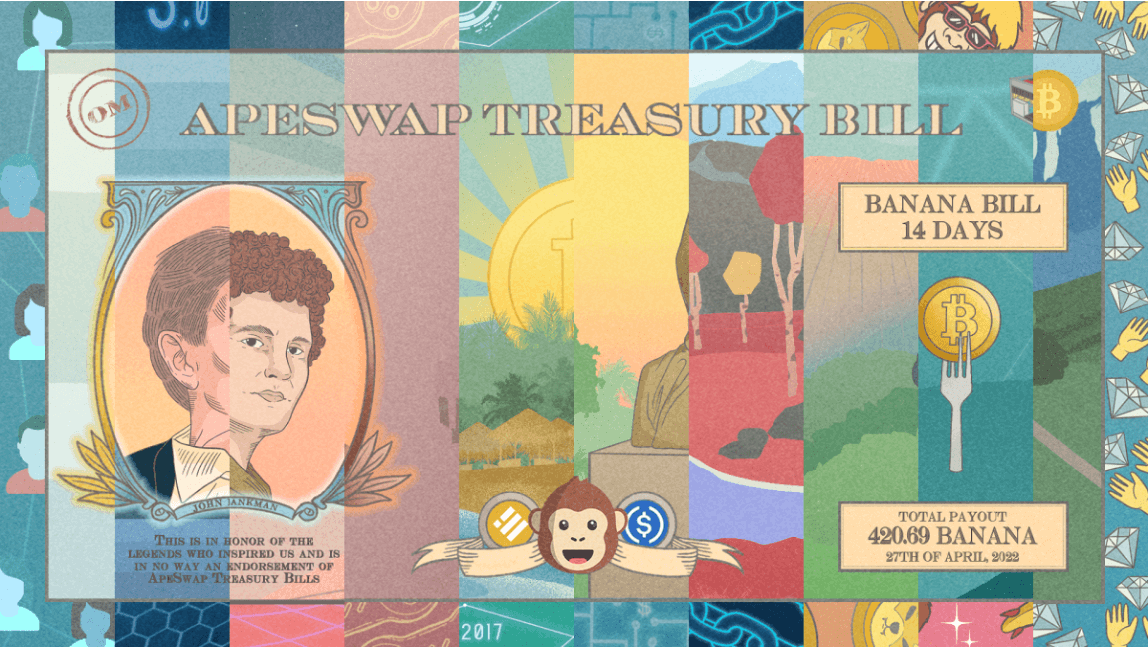 3.0
OM
APESWAP TREASURY BILL
BANANA BILL
14 DAYS
JOHN JANKMAN
THIS IS IN HONOR OF THE
LEGENDS WHO INSPIRED US AND IS
IN NO WAY AN ENDORSEMENT OF
APESWAP TREASURY BILLS
TOTAL PAYOUT
420.69 BANANA
27TH OF APRIL, 2022
2017